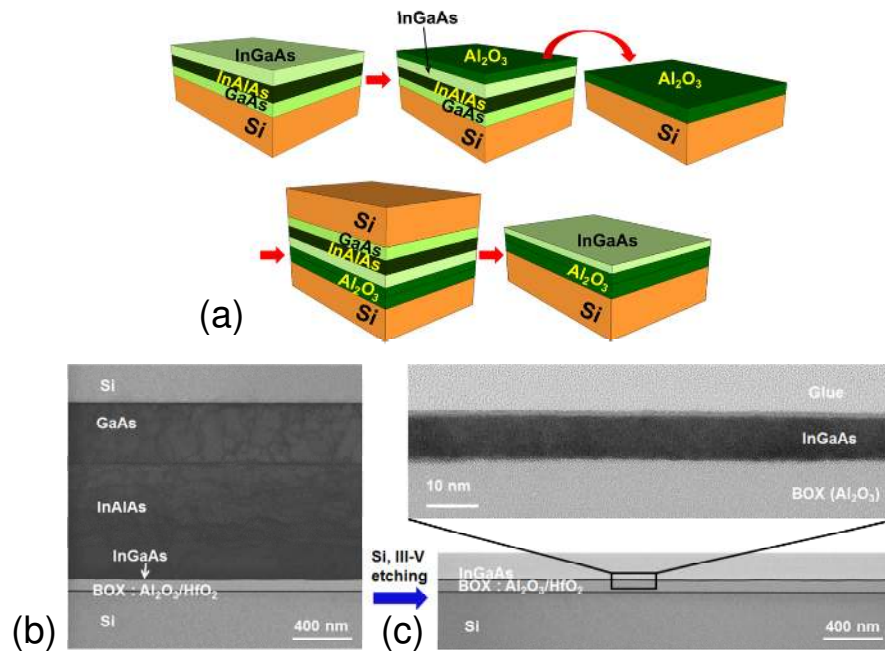 InGaAs
InAlAs
GaAs
Si
InGaAs
Al₂O₃
InAlAs
GaAs
Si
Al₂O₃
Si
Si
GaAs
InAlAs
Al₂O₃
Si
InGaAs
Al₂O₃
Si
(a)
Si
GaAs
InAlAs
InGaAs
BOX : Al₂O₃/HfO₂
Si
400 nm
(b)
Si, III-V
etching
Glue
InGaAs
BOX (Al₂O₃)
10 nm
InGaAs
BOX : Al₂O₃/HfO₂
Si
400 nm
(c)